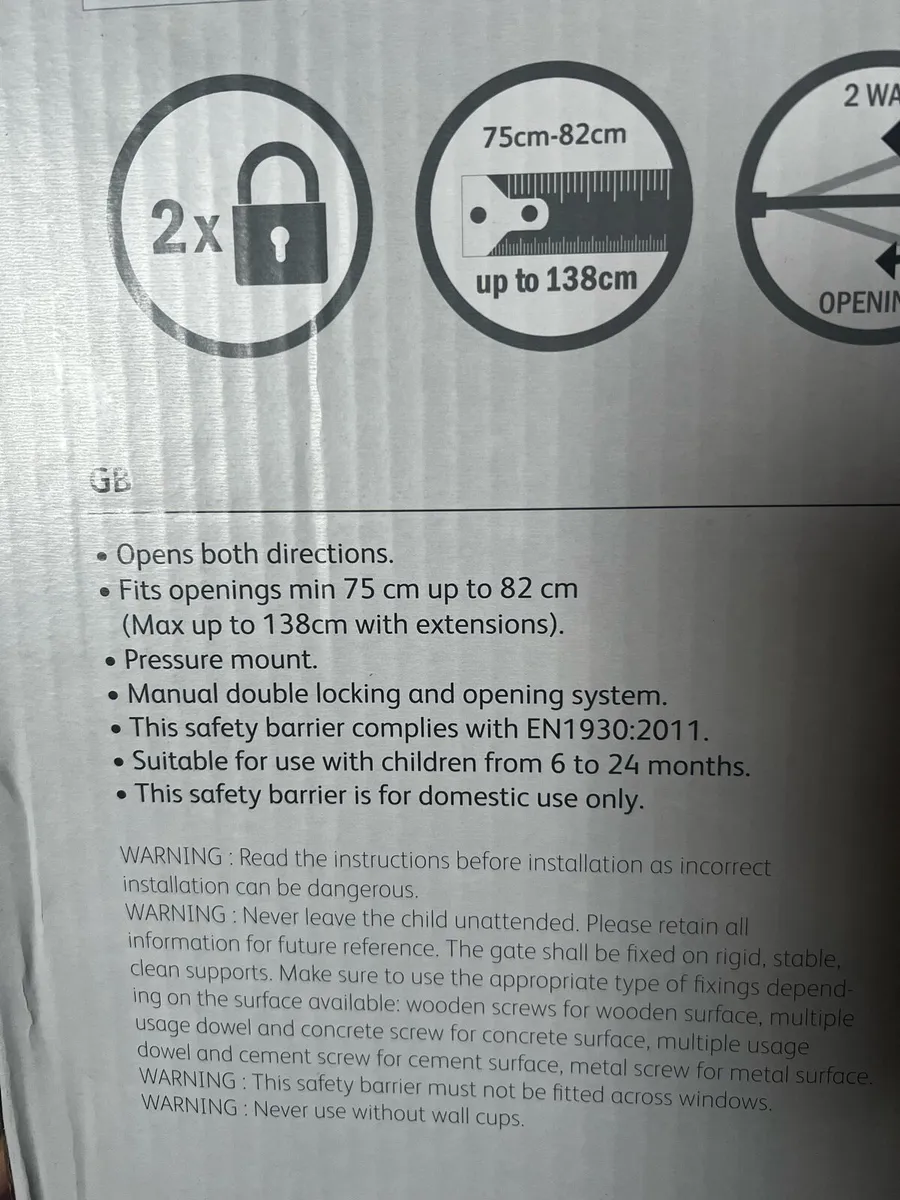 2x
75cm-82cm
up to 138cm
2
GB
• Opens both directions.
• Fits openings min 75 cm up to 82 cm
(Max up to 138cm with extensions).
• Pressure mount.
• Manual double locking and opening system.
• This safety barrier complies with EN1930:2011.
• Suitable for use with children from 6 to 24 months.
• This safety barrier is for domestic use only.
WARNING : Read the instructions before installation as incorrect
installation can be dangerous.
WARNING : Never leave the child unattended. Please retain all
information for future reference. The gate shall be fixed on rigid, stable,
clean supports. Make sure to use the appropriate type of fixings depend-
ing on the surface available: wooden screws for wooden surface, multiple
usage dowel and concrete screw for concrete surface, multiple usage
dowel and cement screw for cement surface, metal screw for metal surface.
WARNING : This safety barrier must not be fitted across windows.
WARNING : Never use without wall cups.